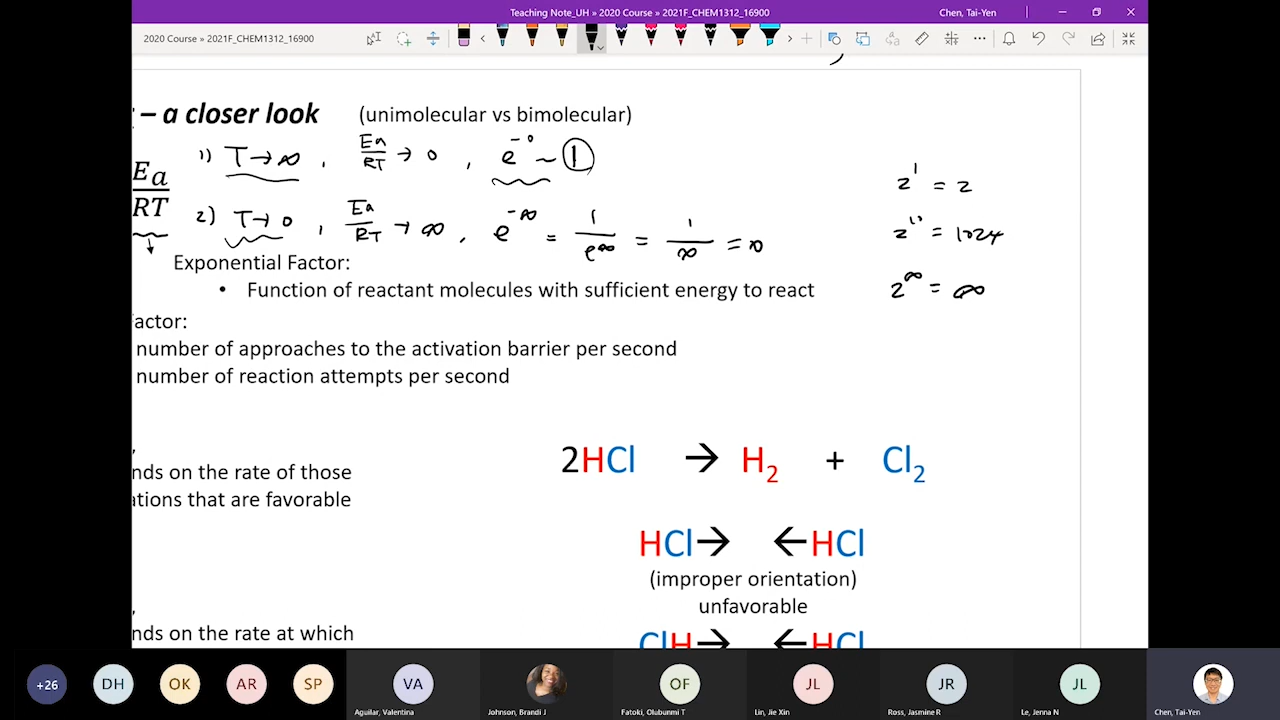 Teaching Note_UH » 2020 Course » 2021F_CHEM1312_16900
Chen, Tai-Yen
2020 Course » 2021F_CHEM1312_16900
– a closer look (unimolecular vs bimolecular)
1) T → ∞ , Ea/RT → 0 , e^-0 ~ 1
Ea
RT
2) T → 0 , Ea/RT → ∞ , e^-∞ = 1/e^∞ = 1/∞ = 0
2^1 = 2
2^10 = 1024
2^∞ = ∞
Exponential Factor:
• Function of reactant molecules with sufficient energy to react
actor:
number of approaches to the activation barrier per second
number of reaction attempts per second
2HCl → H2 + Cl2
nds on the rate of those
ations that are favorable
HCl→ ←HCl
(improper orientation)
unfavorable
nds on the rate at which
ClH→ ←HCl
+26
DH
OK
AR
SP
VA
OF
JL
JR
JL
Aguilar, Valentina
Johnson, Brandi J
Fatoki, Olubunmi T
Lin, Jie Xin
Ross, Jasmine R
Le, Jenna N
Chen, Tai-Yen